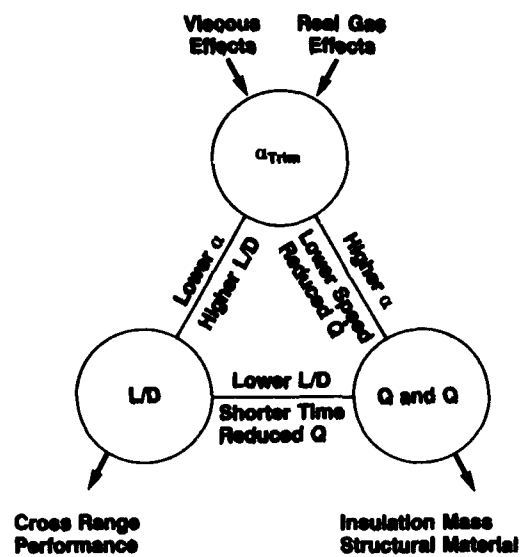 Viscous Effects
Real Gas Effects
αTrim
Lower α
Higher L/D
Higher α
Lower Speed
Reduced Q
L/D
Lower L/D
Shorter Time
Reduced Q
Q and Q
Cross Range
Performance
Insulation Mass
Structural Material